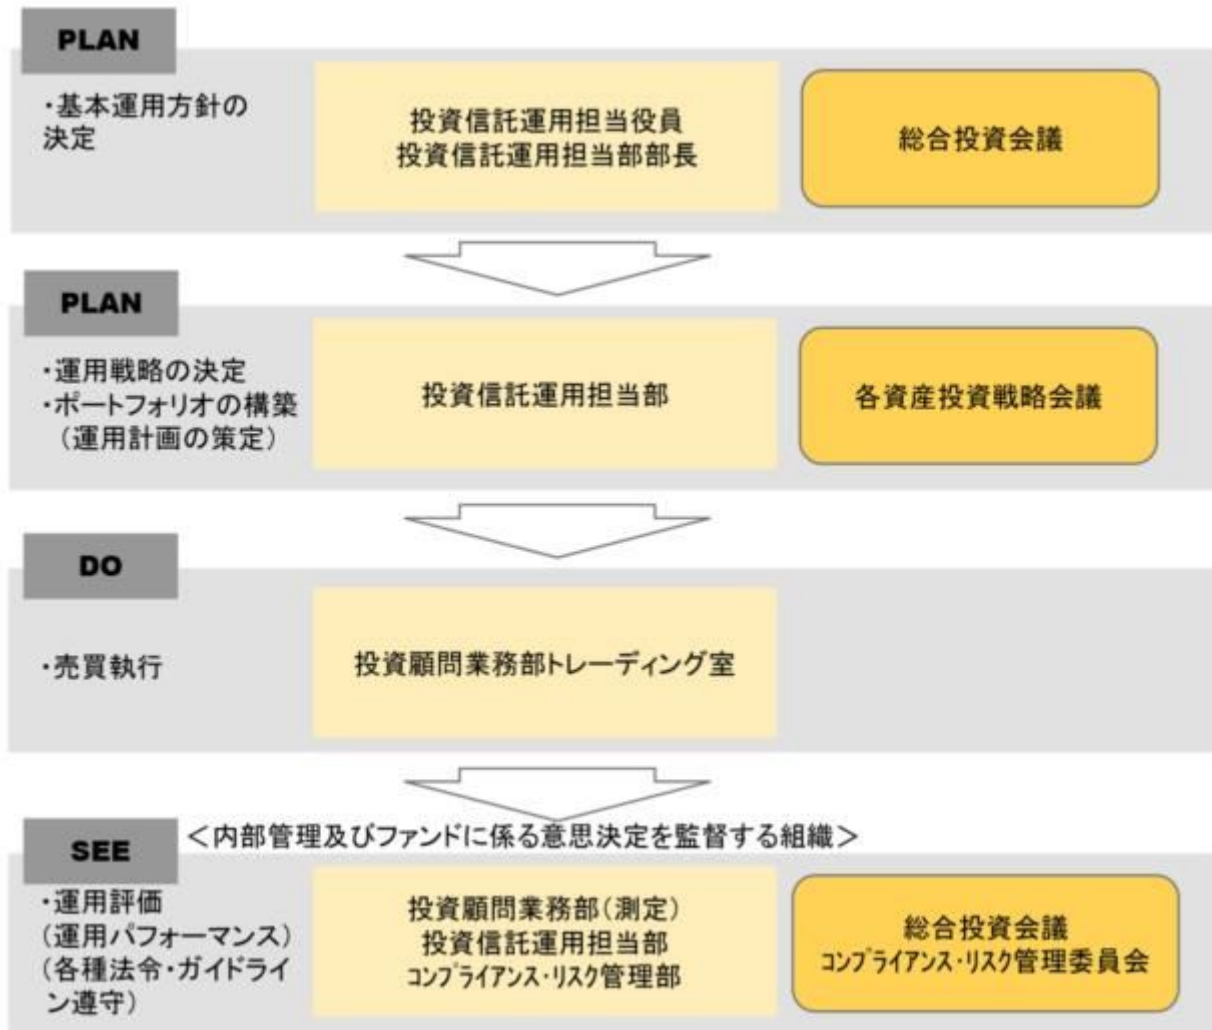 PLAN
・基本運用方針の
決定
投資信託運用担当役員
投資信託運用担当部部長
総合投資会議
PLAN
・運用戦略の決定
・ポートフォリオの構築
（運用計画の策定）
投資信託運用担当部
各資産投資戦略会議
DO
・売買執行
投資顧問業務部トレーディング室
SEE
＜内部管理及びファンドに係る意思決定を監督する組織＞
・運用評価
（運用パフォーマンス）
（各種法令・ガイドライ
ン遵守）
投資顧問業務部（測定）
投資信託運用担当部
ｺﾝﾌﾟﾗｲｱﾝｽ・ﾘｽｸ管理部
総合投資会議
ｺﾝﾌﾟﾗｲｱﾝｽ・ﾘｽｸ管理委員会